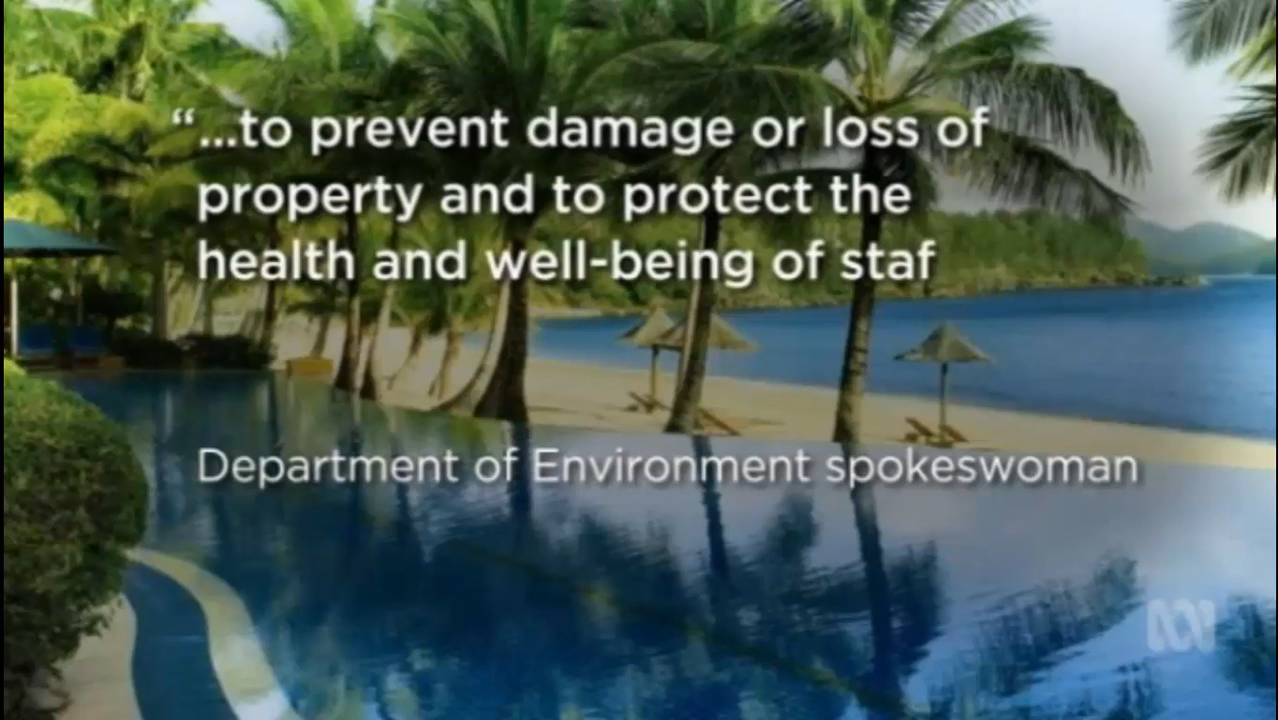 “...to prevent damage or loss of
property and to protect the
health and well-being of staf
Department of Environment spokeswoman